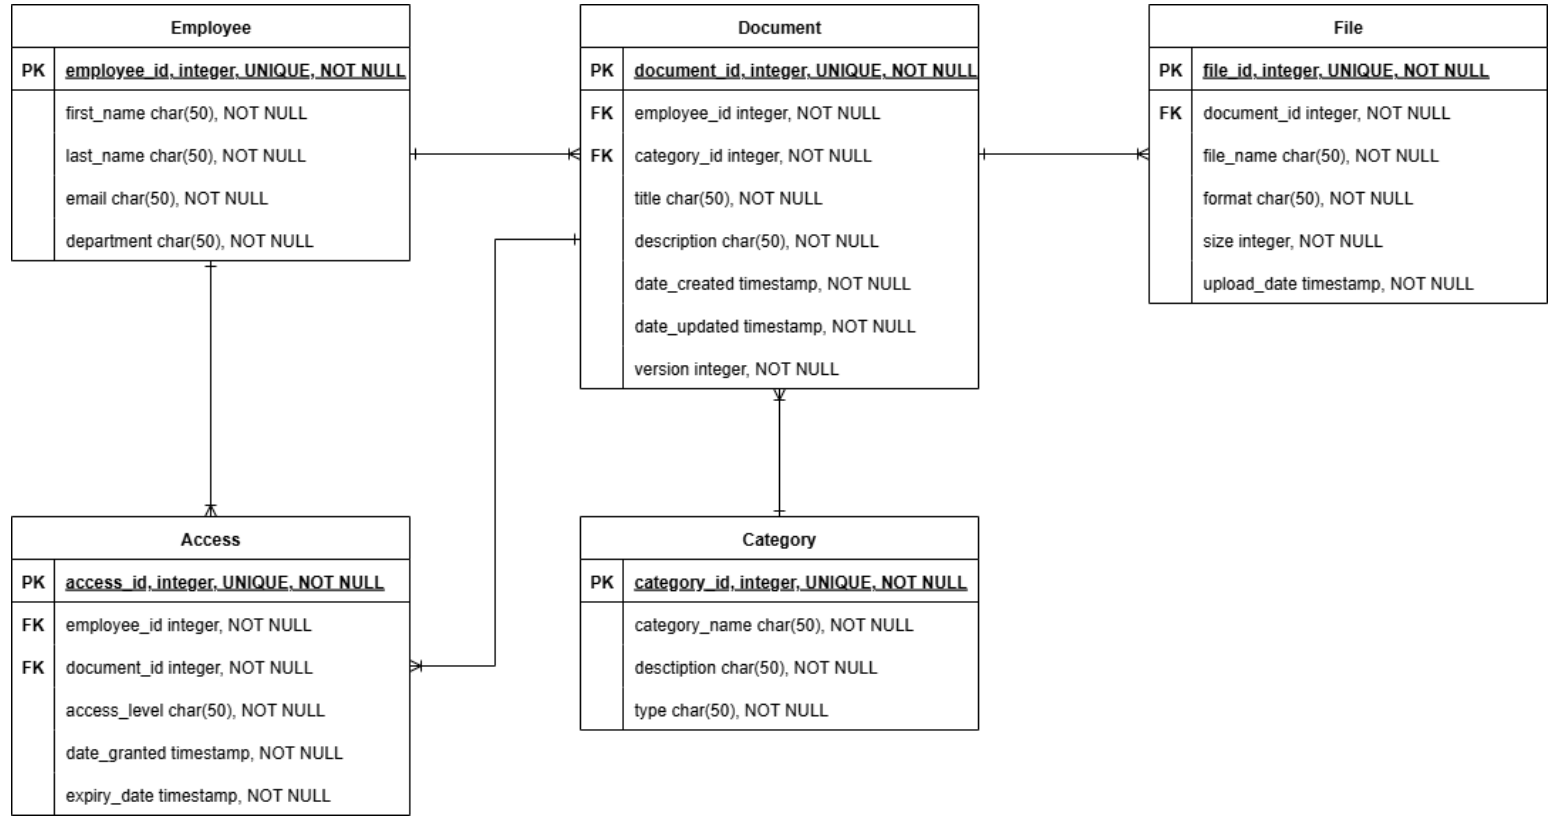 Employee
PK employee_id, integer, UNIQUE, NOT NULL
first_name char(50), NOT NULL
last_name char(50), NOT NULL
email char(50), NOT NULL
department char(50), NOT NULL
Document
PK document_id, integer, UNIQUE, NOT NULL
FK employee_id integer, NOT NULL
FK category_id integer, NOT NULL
title char(50), NOT NULL
description char(50), NOT NULL
date_created timestamp, NOT NULL
date_updated timestamp, NOT NULL
version integer, NOT NULL
File
PK file_id, integer, UNIQUE, NOT NULL
FK document_id integer, NOT NULL
file_name char(50), NOT NULL
format char(50), NOT NULL
size integer, NOT NULL
upload_date timestamp, NOT NULL
Access
PK access_id, integer, UNIQUE, NOT NULL
FK employee_id integer, NOT NULL
FK document_id integer, NOT NULL
access_level char(50), NOT NULL
date_granted timestamp, NOT NULL
expiry_date timestamp, NOT NULL
Category
PK category_id, integer, UNIQUE, NOT NULL
category_name char(50), NOT NULL
desctiption char(50), NOT NULL
type char(50), NOT NULL